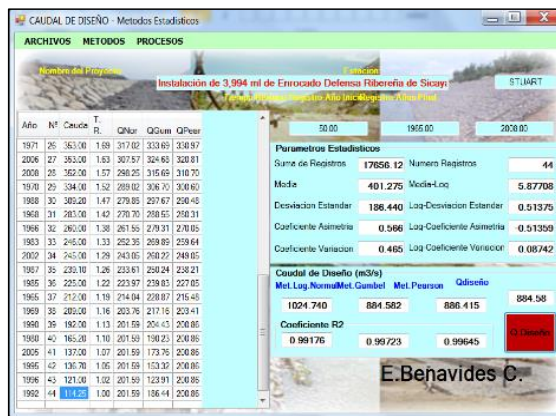 CAUDAL DE DISEÑO - Metodos Estadisticos
ARCHIVOS METODOS PROCESOS
Nombre del Proyecto
Estacion
Instalación de 3,994 ml de Enrocado Defensa Ribereña de Sicaya
STUART
50.00 1965.00 2008.00
Año Nº Cauda T. R. QNor QGum QPeer
1971 26 353.00 1.69 317.02 333.69 330.97
2006 27 353.00 1.63 307.57 324.68 320.81
2008 28 352.00 1.57 298.25 315.69 310.70
1970 29 334.00 1.52 289.02 306.70 300.60
1988 30 309.20 1.47 279.85 297.67 290.48
1968 31 283.00 1.42 270.70 288.55 280.31
1966 32 260.00 1.38 261.55 279.31 270.05
1983 33 246.00 1.33 252.35 269.89 259.64
2002 34 245.00 1.29 243.05 260.22 249.05
1987 35 239.10 1.26 233.61 250.24 238.21
1985 36 225.00 1.22 223.97 239.83 227.05
1965 37 212.00 1.19 214.04 228.87 215.48
1969 38 209.00 1.16 203.76 217.16 203.41
1990 39 192.00 1.13 201.59 204.43 200.86
1980 40 165.20 1.10 201.59 190.23 200.86
2005 41 137.00 1.07 201.59 173.76 200.86
1995 42 136.70 1.05 201.59 153.32 200.86
1996 43 121.00 1.02 201.59 123.91 200.86
1992 44 114.25 1.00 201.59 186.44 200.86
Parametros Estadisticos
Suma de Registros 17656.12 Numero Registros 44
Media 401.275 Media-Log 5.87708
Desviacion Estandar 186.440 Log-Desviacion Estandar 0.51375
Coeficiente Asimetria 0.566 Log-Coeficiente Asimetria -0.51359
Coeficiente Variacion 0.465 Log-Coeficiente Variacion 0.08742
Caudal de Diseño (m3/s)
Met.Log.Normal Met.Gumbel Met.Pearson Qdiseño
1024.740 884.582 886.415 884.58
Coeficiente R2
0.99176 0.99723 0.99645
Q.Diseño
E.Benavides C.